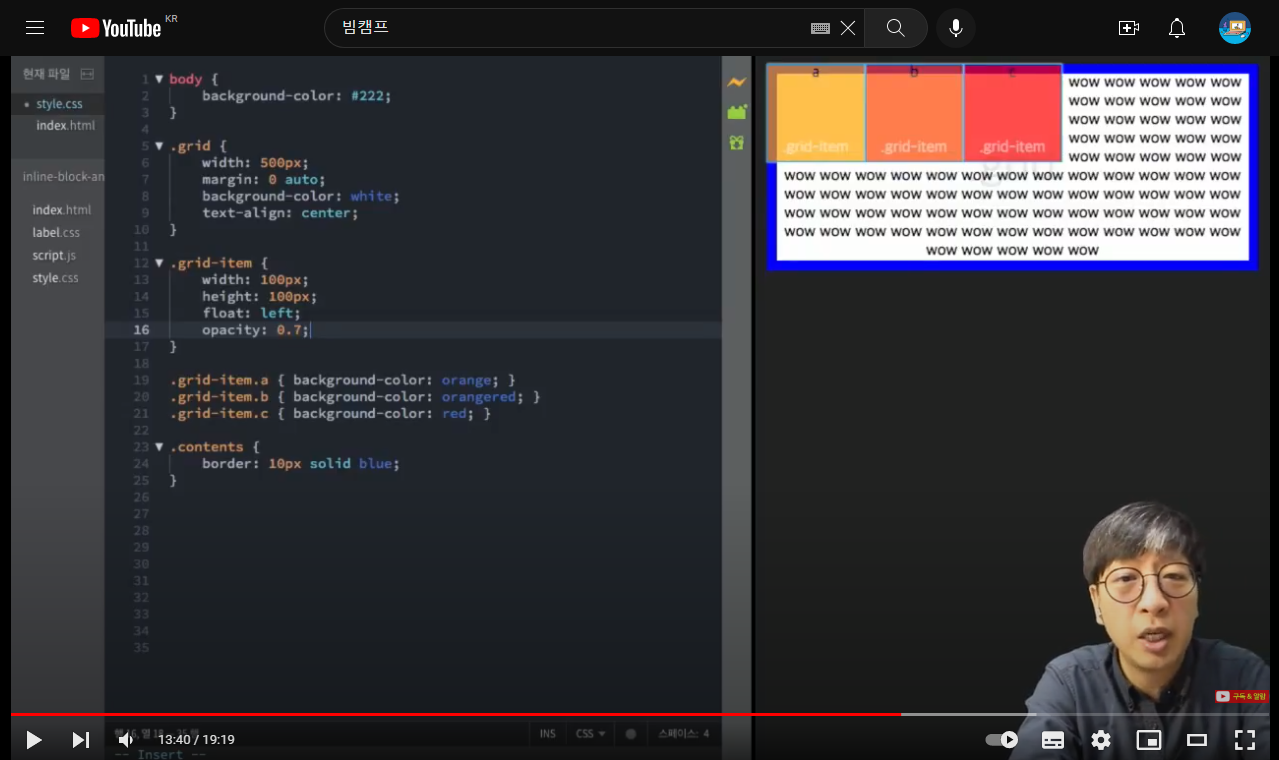 YouTube KR
빔캠프
현재 파일
• style.css
index.html
inline-block-an
index.html
label.css
script.js
style.css
1 ▼ body {
2 background-color: #222;
3 }
4
5 ▼ .grid {
6 width: 500px;
7 margin: 0 auto;
8 background-color: white;
9 text-align: center;
10 }
11
12 ▼ .grid-item {
13 width: 100px;
14 height: 100px;
15 float: left;
16 opacity: 0.7;
17 }
18
19 .grid-item.a { background-color: orange; }
20 .grid-item.b { background-color: orangered; }
21 .grid-item.c { background-color: red; }
22
23 ▼ .contents {
24 border: 10px solid blue;
25 }
26
27
28
29
30
31
32
33
34
35
a b c
.grid-item .grid-item .grid-item
wow wow wow wow wow
wow wow wow wow wow
wow wow wow wow wow
wow wow wow wow wow
wow wow wow wow wow
wow wow wow wow wow wow wow wow wow wow wow wow wow
wow wow wow wow wow wow wow wow wow wow wow wow wow
wow wow wow wow wow wow wow wow wow wow wow wow wow
wow wow wow wow wow wow wow wow wow wow wow wow wow
wow wow wow wow wow
구독 & 알람
INS CSS ▼ 스페이스: 4
13:40 / 19:19
-- Insert --